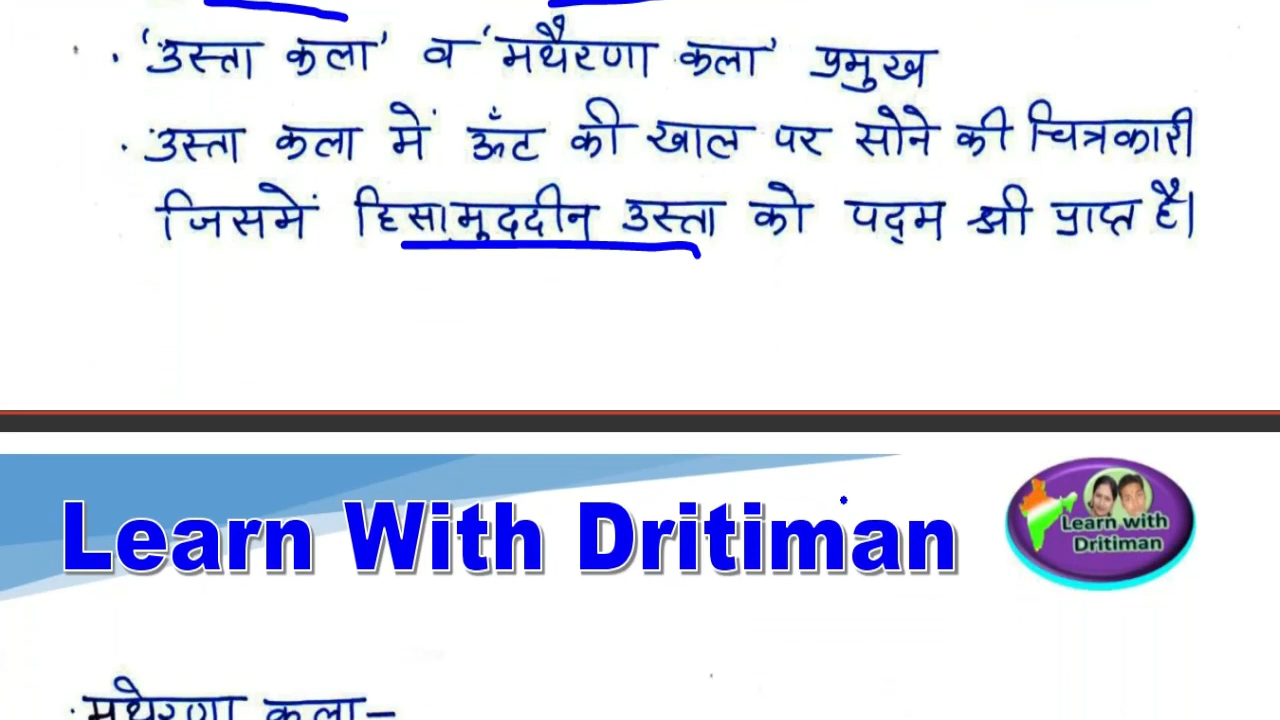 . 'उस्ता कला' व 'मथैरणा कला' प्रमुख
. उस्ता कला में ऊँट की खाल पर सोने की चित्रकारी
जिसमें हिसामुददीन उस्ता को पद्म श्री प्राप्त है।
Learn With Dritiman
Learn with
Dritiman
. मथेरणा कला–